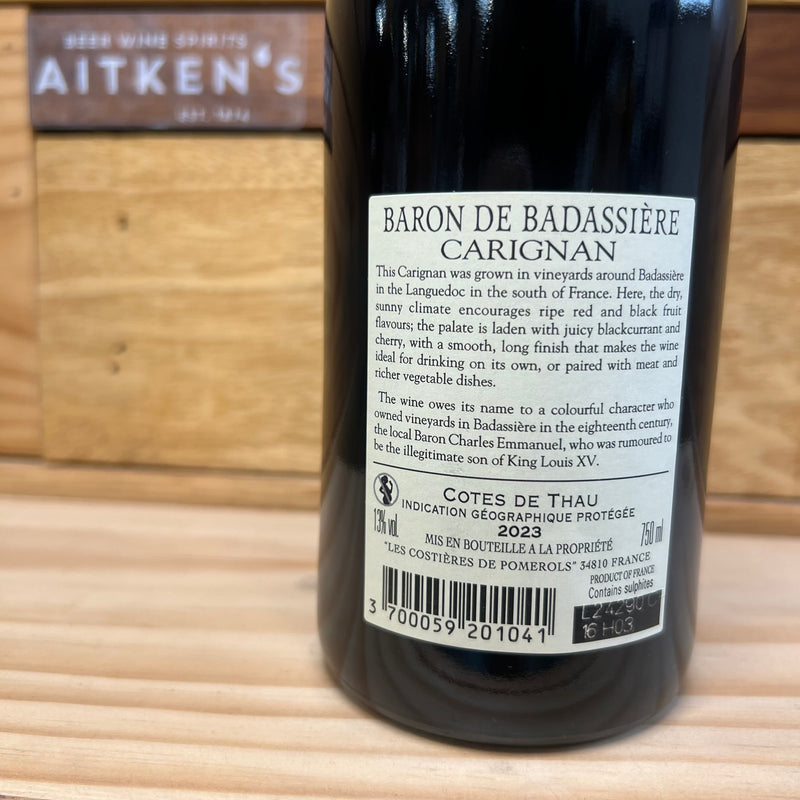 BEER WINE SPIRITS
AITKEN'S
EST. 1874
BARON DE BADASSIÈRE
CARIGNAN
This Carignan was grown in vineyards around Badassière
in the Languedoc in the south of France. Here, the dry,
sunny climate encourages ripe red and black fruit
flavours; the palate is laden with juicy blackcurrant and
cherry, with a smooth, long finish that makes the wine
ideal for drinking on its own, or paired with meat and
richer vegetable dishes.
The wine owes its name to a colourful character who
owned vineyards in Badassière in the eighteenth century,
the local Baron Charles Emmanuel, who was rumoured to
be the illegitimate son of King Louis XV.
COTES DE THAU
INDICATION GÉOGRAPHIQUE PROTÉGÉE
2023
13% vol.
750 ml
MIS EN BOUTEILLE A LA PROPRIÉTÉ
"LES COSTIÈRES DE POMEROLS" 34810 FRANCE
PRODUCT OF FRANCE
Contains sulphites
3 700059 201041
16 H03